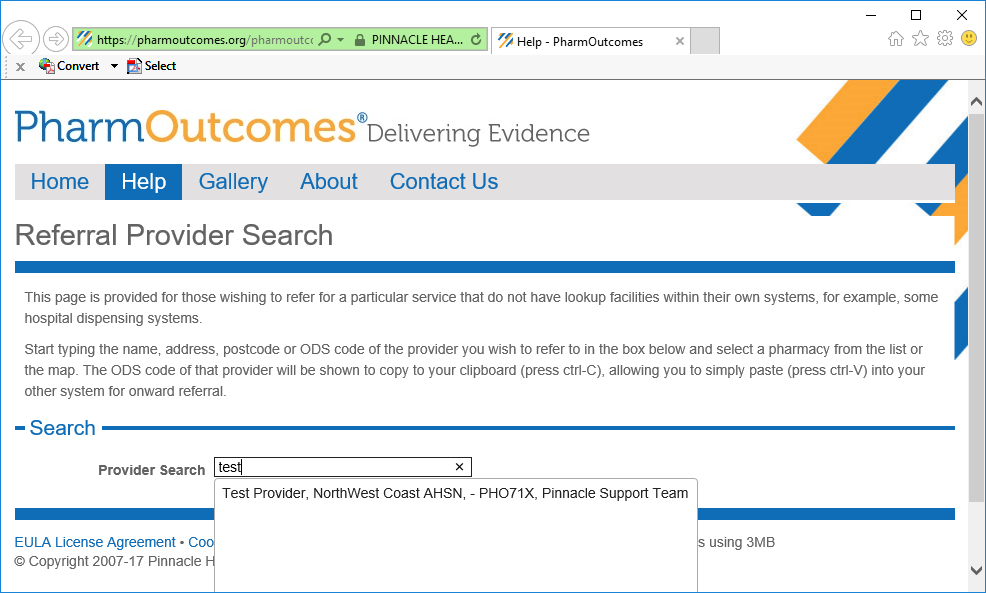 https://pharmoutcomes.org/pharmoutco
PINNACLE HEA...
Help - PharmOutcomes
x Convert Select
PharmOutcomes® Delivering Evidence
Home Help Gallery About Contact Us
Referral Provider Search
This page is provided for those wishing to refer for a particular service that do not have lookup facilities within their own systems, for example, some
hospital dispensing systems.
Start typing the name, address, postcode or ODS code of the provider you wish to refer to in the box below and select a pharmacy from the list or
the map. The ODS code of that provider will be shown to copy to your clipboard (press ctrl-C), allowing you to simply paste (press ctrl-V) into your
other system for onward referral.
Search
Provider Search test
Test Provider, NorthWest Coast AHSN, - PHO71X, Pinnacle Support Team
EULA License Agreement • Coo
s using 3MB
© Copyright 2007-17 Pinnacle H